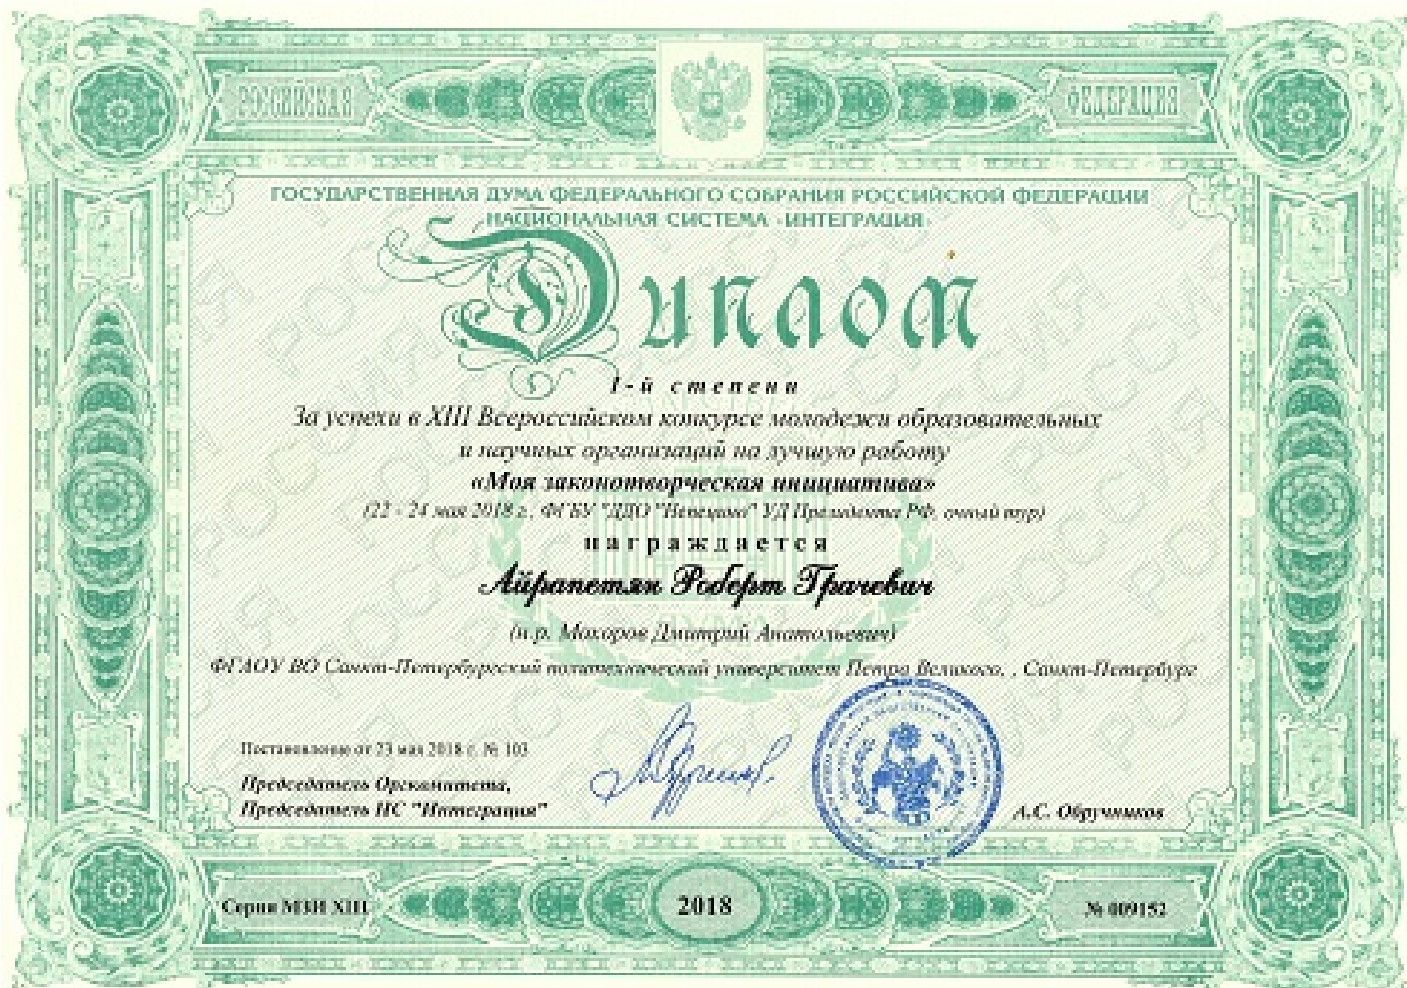 РОССИЙСКАЯ ФЕДЕРАЦИЯ
ГОСУДАРСТВЕННАЯ ДУМА ФЕДЕРАЛЬНОГО СОБРАНИЯ РОССИЙСКОЙ ФЕДЕРАЦИИ
НАЦИОНАЛЬНАЯ СИСТЕМА «ИНТЕГРАЦИЯ»
Диплом
I-й степени
За успехи в XIII Всероссийском конкурсе молодежи образовательных
и научных организаций на лучшую работу
«Моя законотворческая инициатива»
(22 - 24 мая 2018 г., ФГБУ "ДДО "Непецино" УД Президента РФ, очный тур)
награждается
Айрапетян Роберт Грачевич
(н.р. Мохоров Дмитрий Анатольевич)
ФГАОУ ВО Санкт-Петербургский политехнический университет Петра Великого, , Санкт-Петербург
Постановление от 23 мая 2018 г. № 103
Председатель Оргкомитета,
Председатель НС "Интеграция"
А.С. Обручников
Серия МЗИ XIII
2018
№ 009152